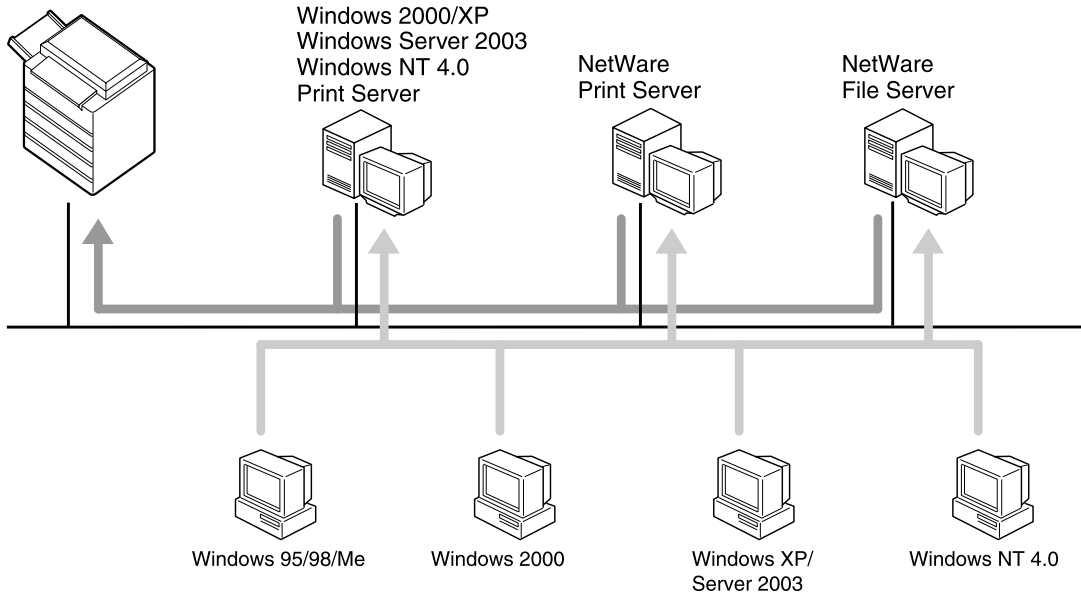 Windows 2000/XP
Windows Server 2003
Windows NT 4.0
Print Server
NetWare
Print Server
NetWare
File Server
Windows 95/98/Me
Windows 2000
Windows XP/
Server 2003
Windows NT 4.0